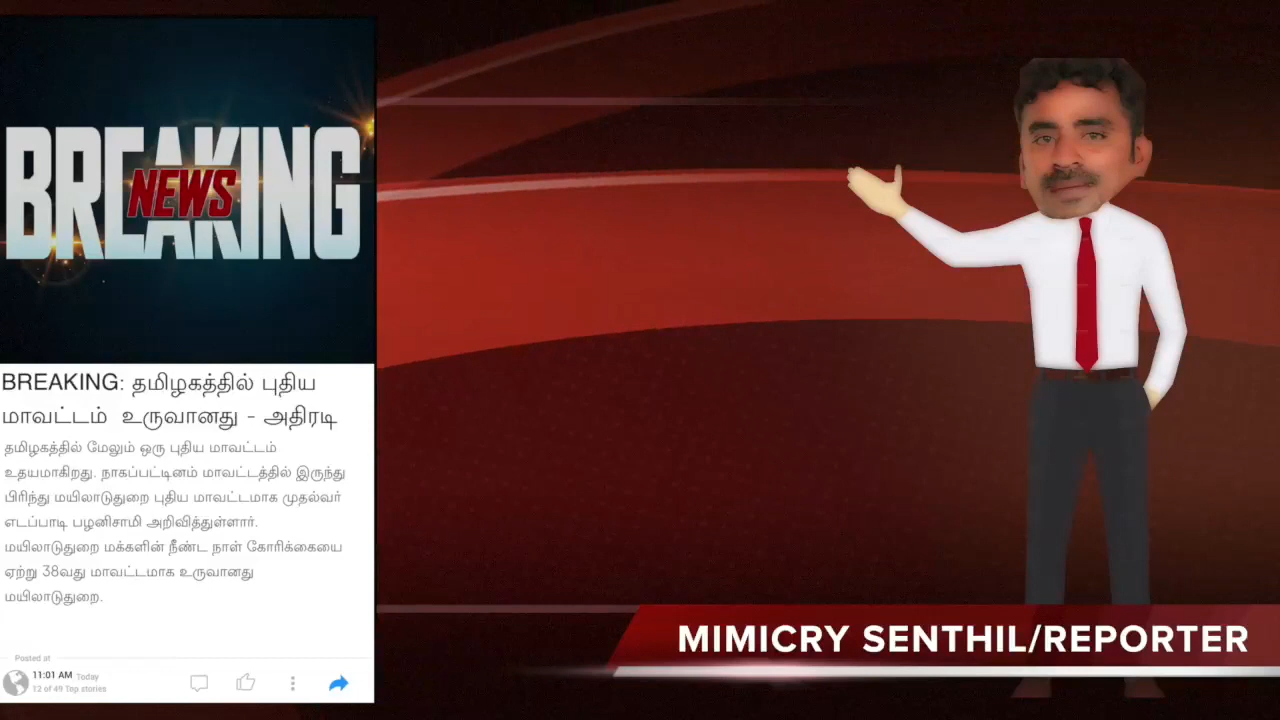 BREAKING
NEWS
BREAKING: தமிழகத்தில் புதிய
மாவட்டம் உருவானது - அதிரடி
தமிழகத்தில் மேலும் ஒரு புதிய மாவட்டம்
உதயமாகிறது. நாகப்பட்டினம் மாவட்டத்தில் இருந்து
பிரிந்து மயிலாடுதுறை புதிய மாவட்டமாக முதல்வர்
எடப்பாடி பழனிசாமி அறிவித்துள்ளார்.
மயிலாடுதுறை மக்களின் நீண்ட நாள் கோரிக்கையை
ஏற்று 38வது மாவட்டமாக உருவானது
மயிலாடுதுறை.
Posted at
11:01 AM Today
12 of 49 Top stories
MIMICRY SENTHIL/REPORTER